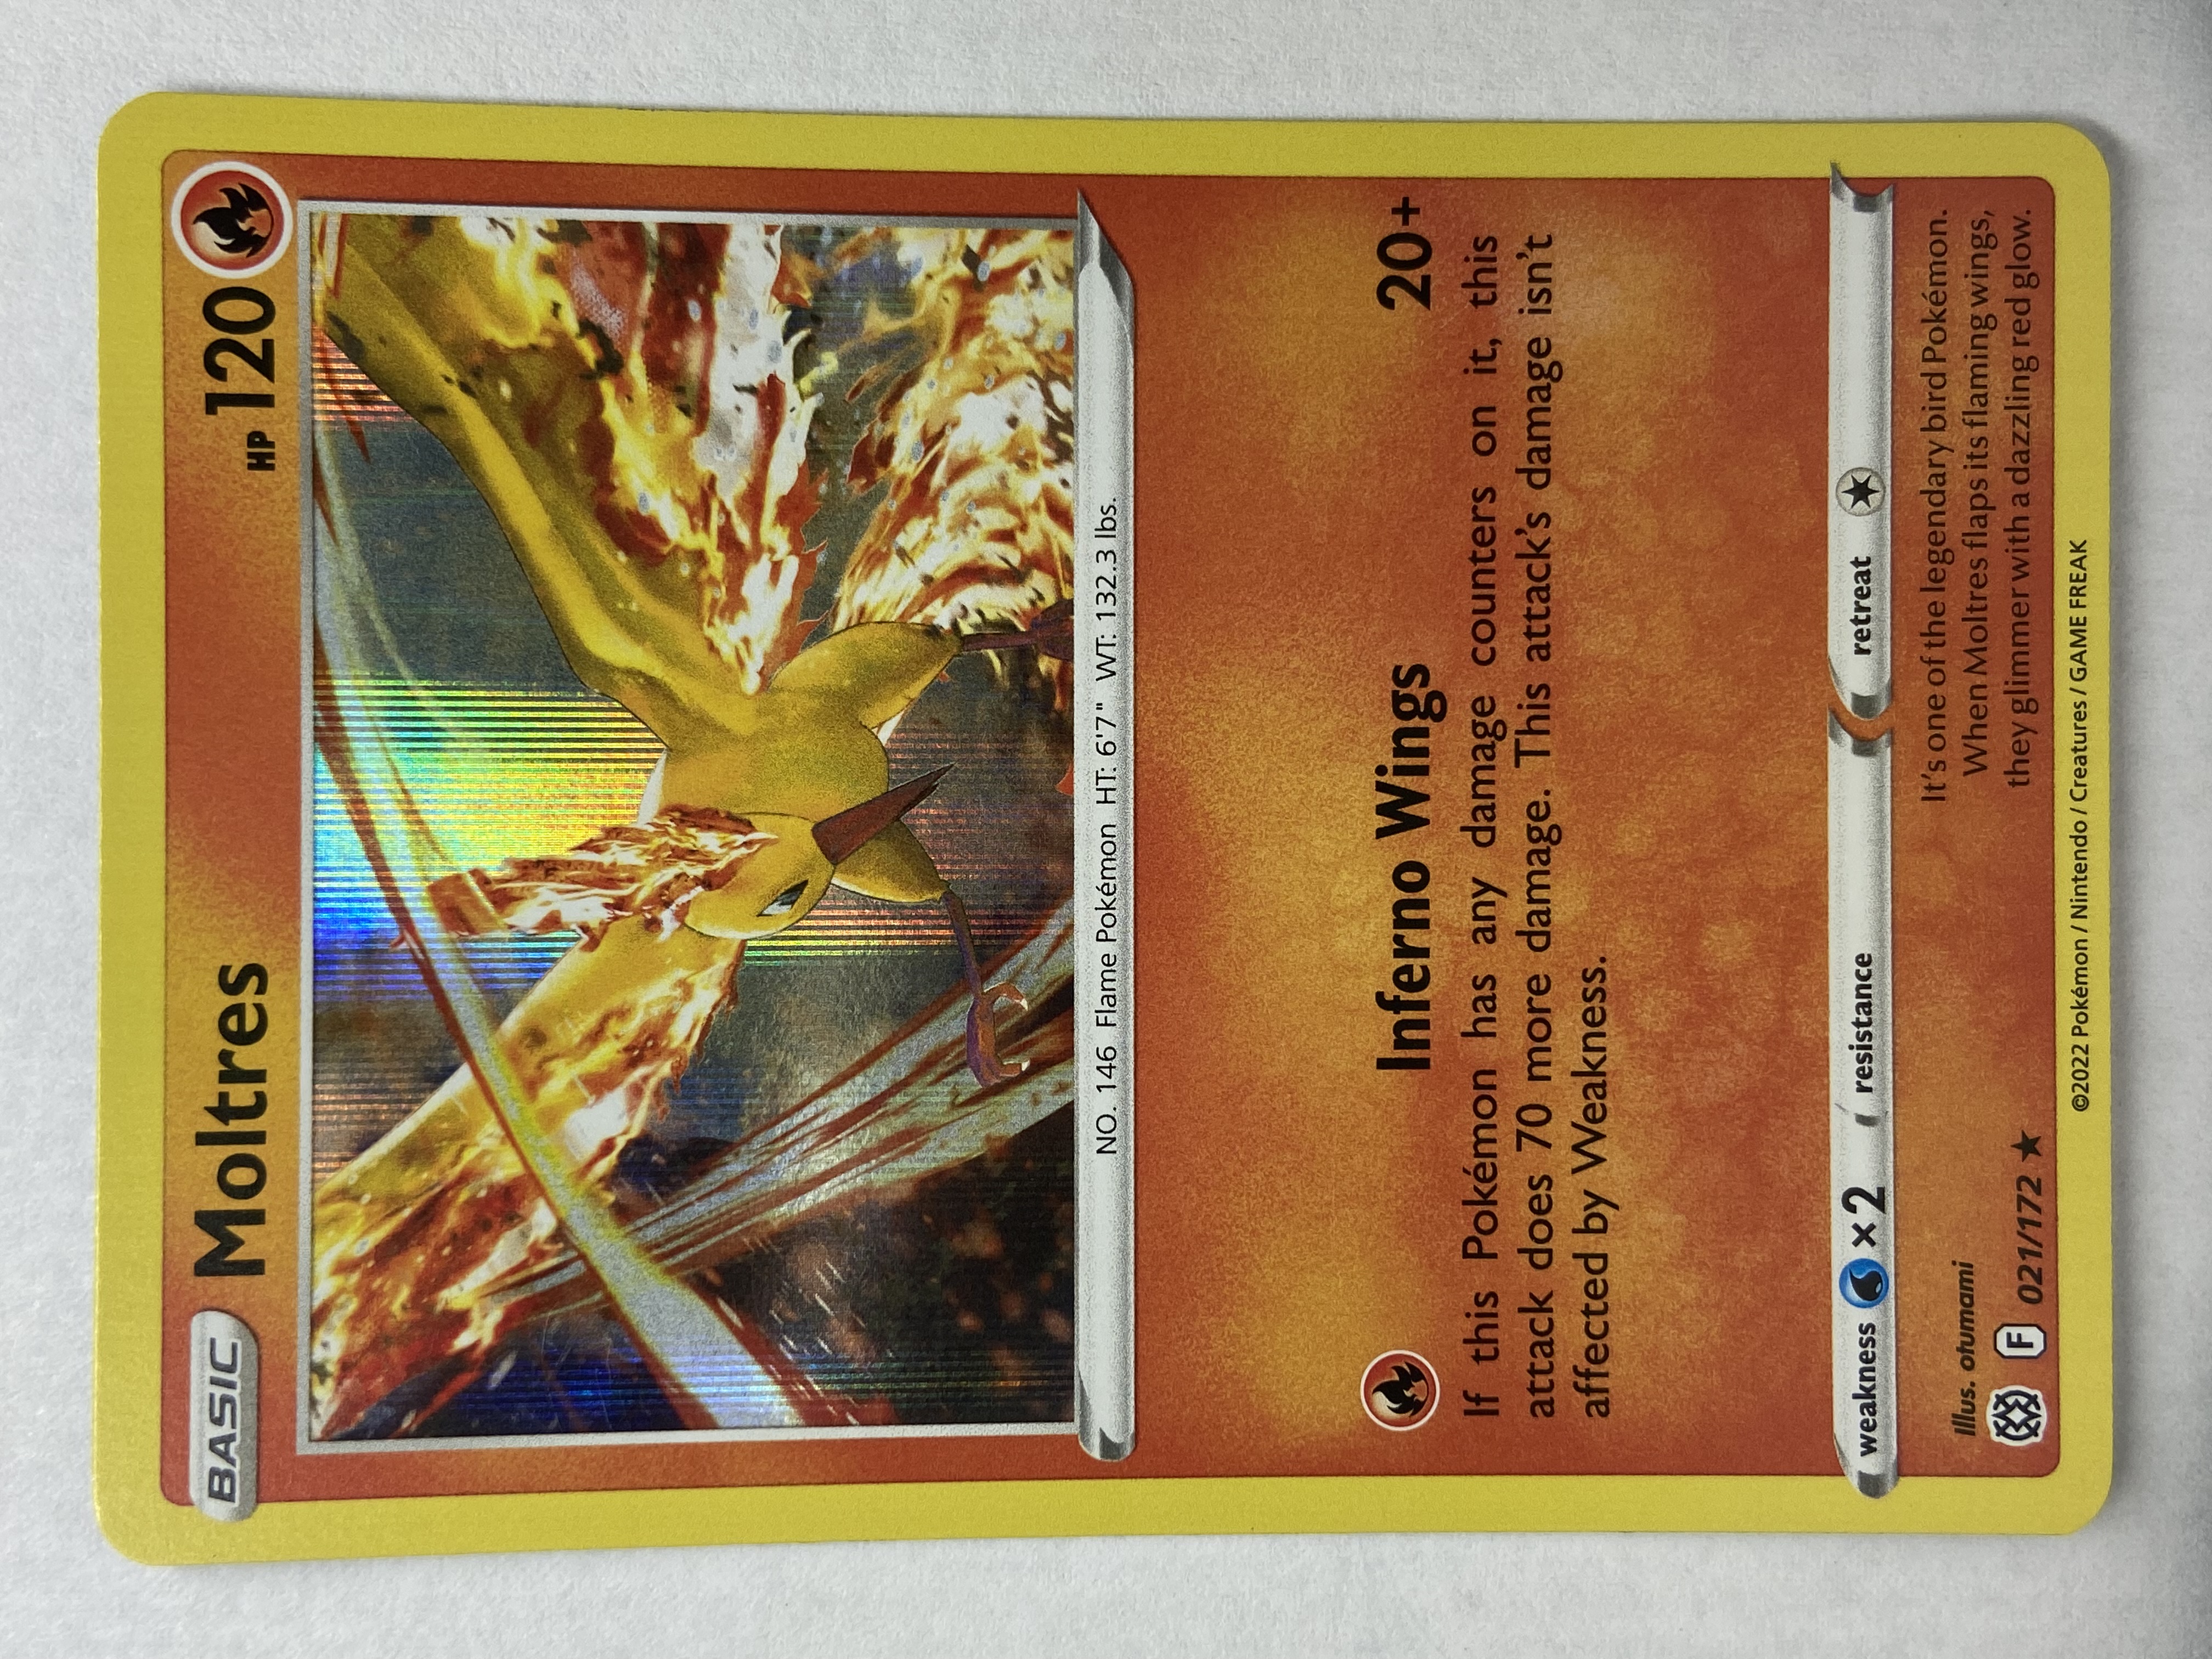 BASIC Moltres HP 120
NO. 146 Flame Pokémon HT: 6'7" WT: 132.3 lbs.
Inferno Wings 20+
If this Pokémon has any damage counters on it, this
attack does 70 more damage. This attack's damage isn't
affected by Weakness.
weakness ×2 resistance retreat
It's one of the legendary bird Pokémon.
When Moltres flaps its flaming wings,
they glimmer with a dazzling red glow.
Illus. otumami
F 021/172 ★
©2022 Pokémon / Nintendo / Creatures / GAME FREAK